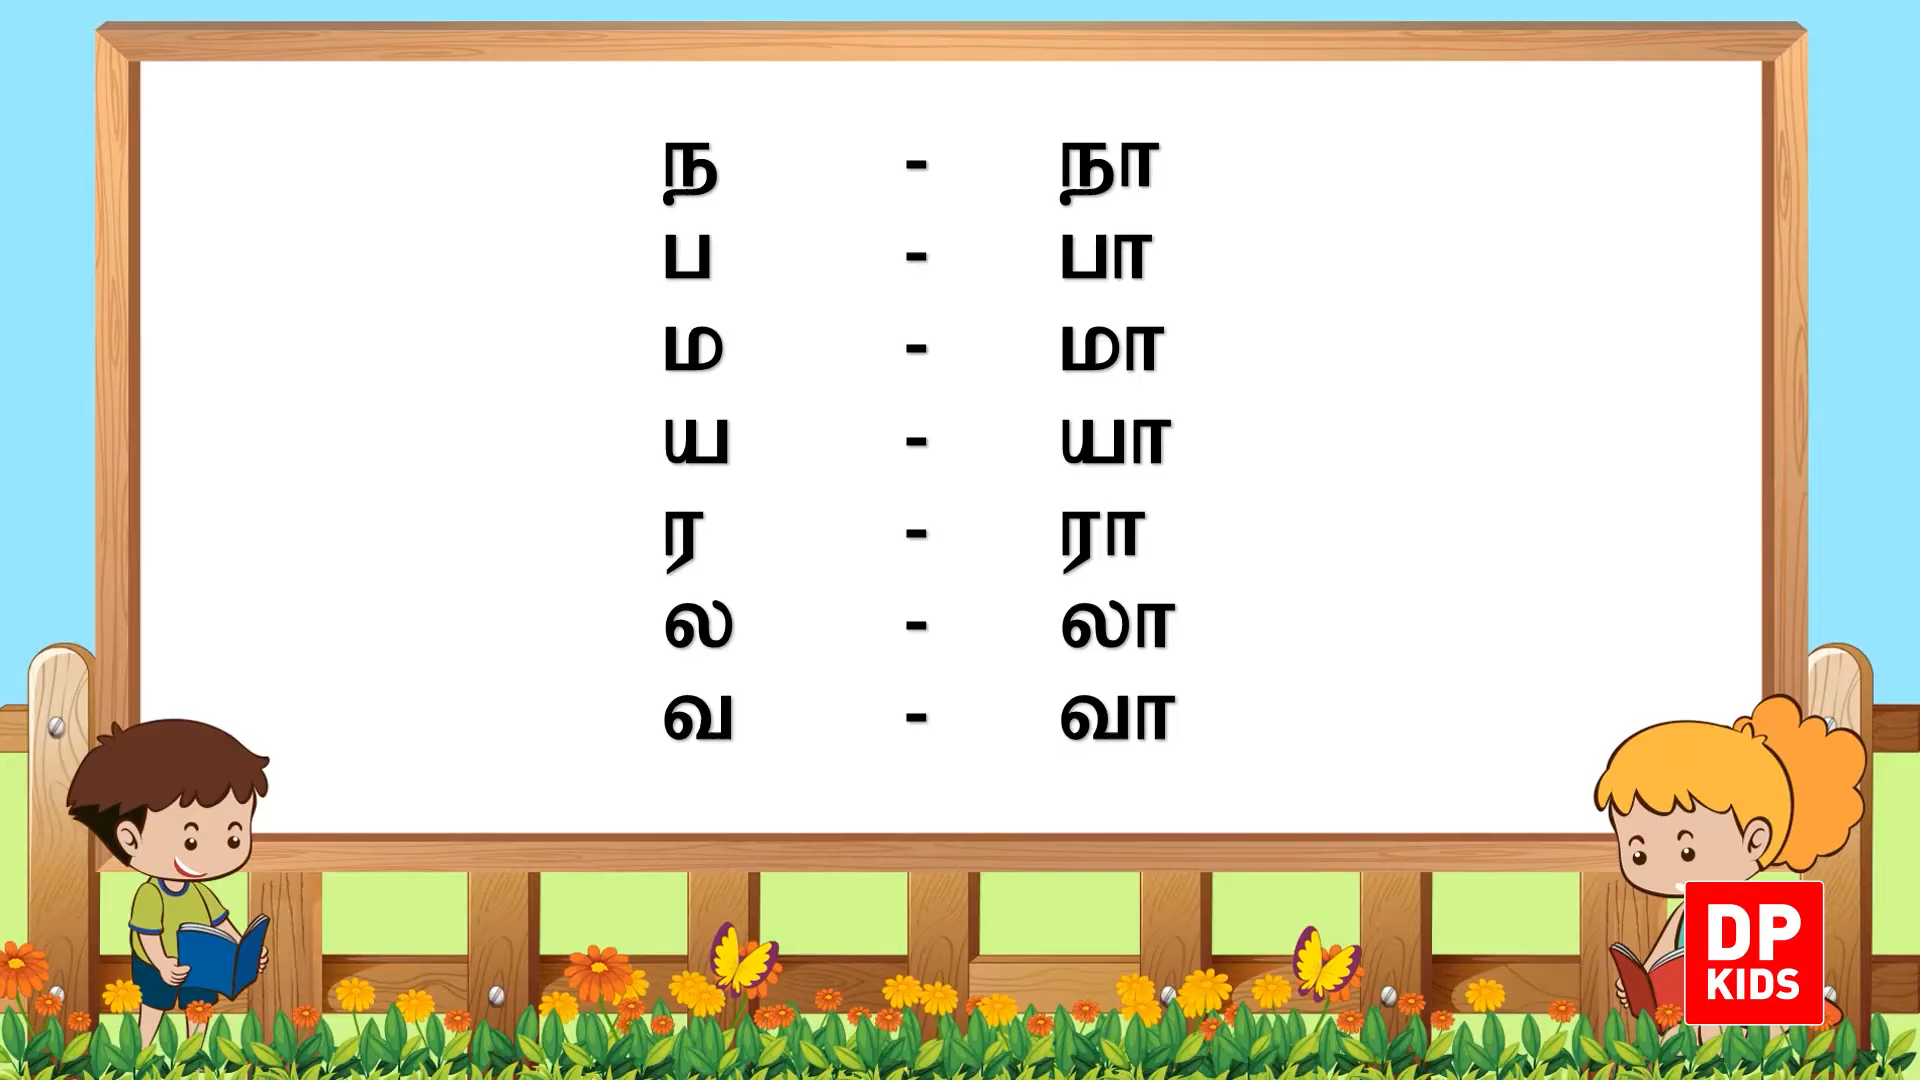 ந - நா
ப - பா
ம - மா
ய - யா
ர - ரா
ல - லா
வ - வா
DP
KIDS